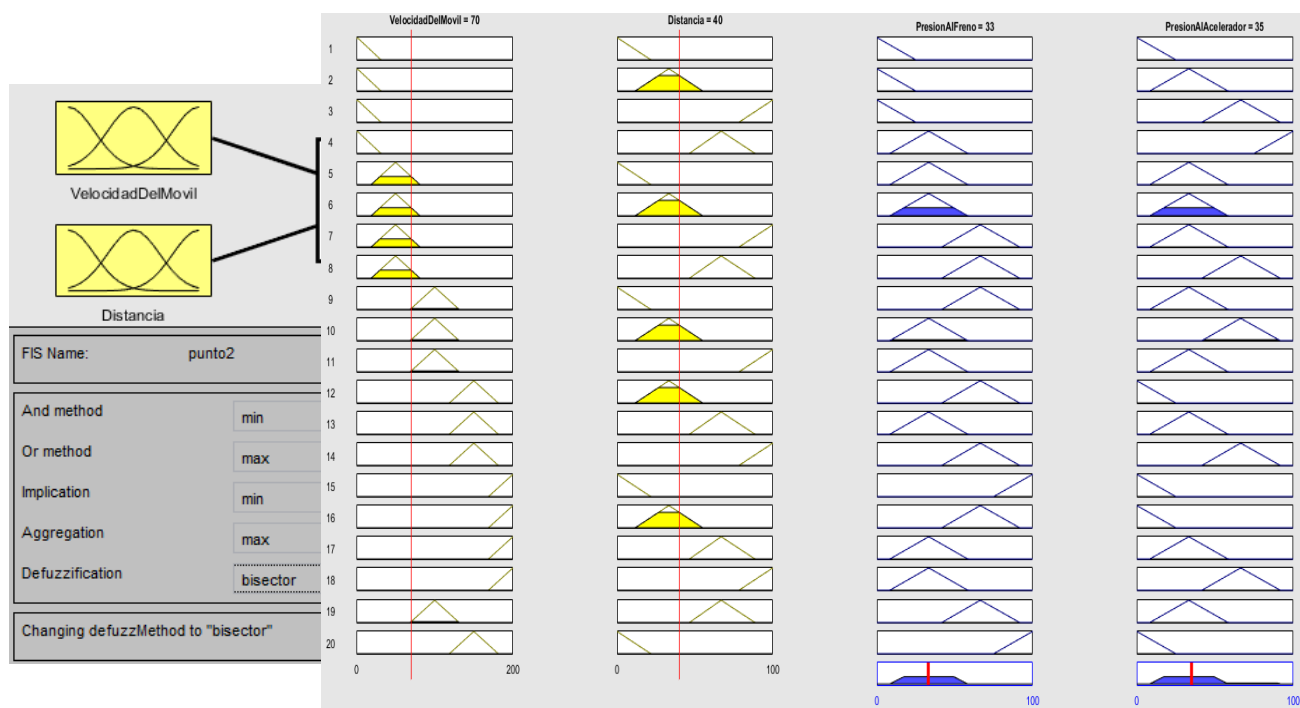 VelocidadDelMovil
Distancia
FIS Name: punto2
And method min
Or method max
Implication min
Aggregation max
Defuzzification bisector
Changing defuzzMethod to "bisector"
VelocidadDelMovil = 70 Distancia = 40 PresionAlFreno = 33 PresionAlAcelerador = 35
1
2
3
4
5
6
7
8
9
10
11
12
13
14
15
16
17
18
19
20
0 200 0 100
0 100 0 100